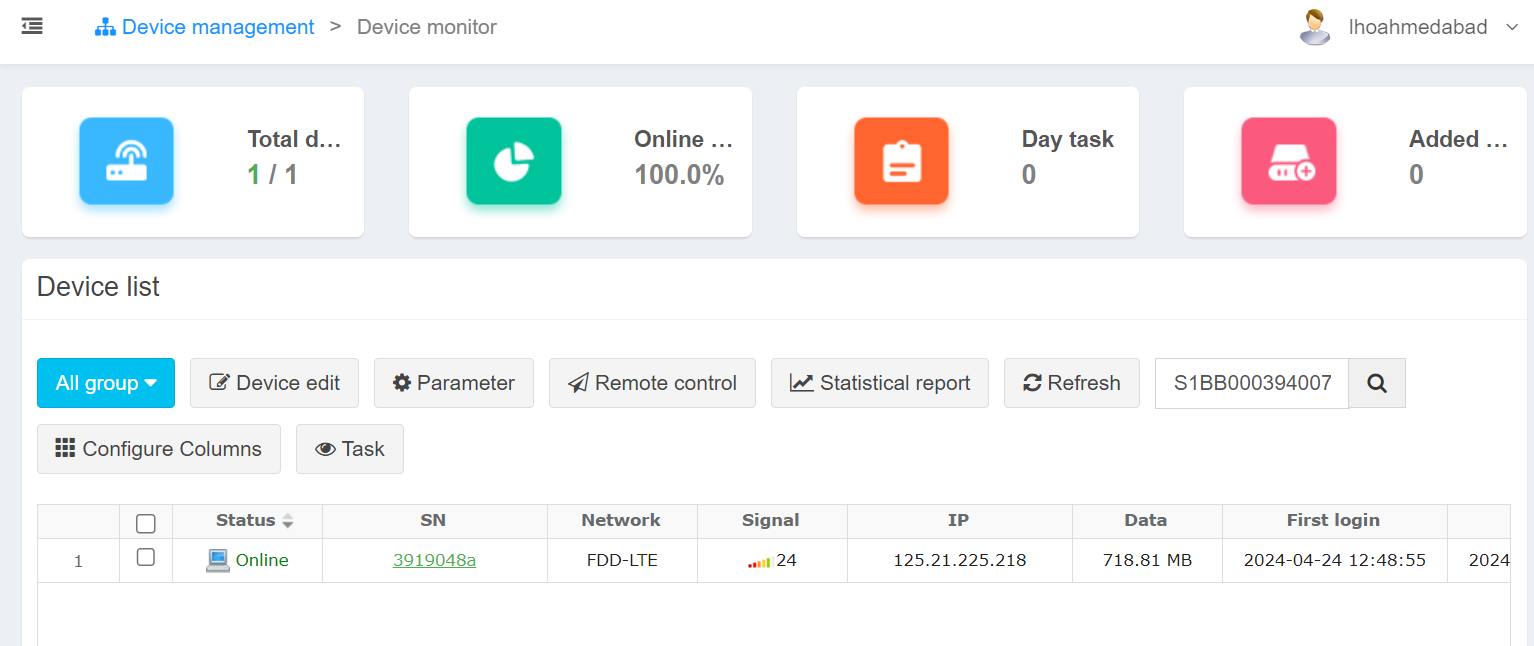 Device management > Device monitor
lhoahmedabad
Total d...
1 / 1
Online ...
100.0%
Day task
0
Added ...
0
Device list
All group
Device edit
Parameter
Remote control
Statistical report
Refresh
S1BB000394007
Configure Columns
Task
Status SN Network Signal IP Data First login
1 Online 3919048a FDD-LTE 24 125.21.225.218 718.81 MB 2024-04-24 12:48:55 2024